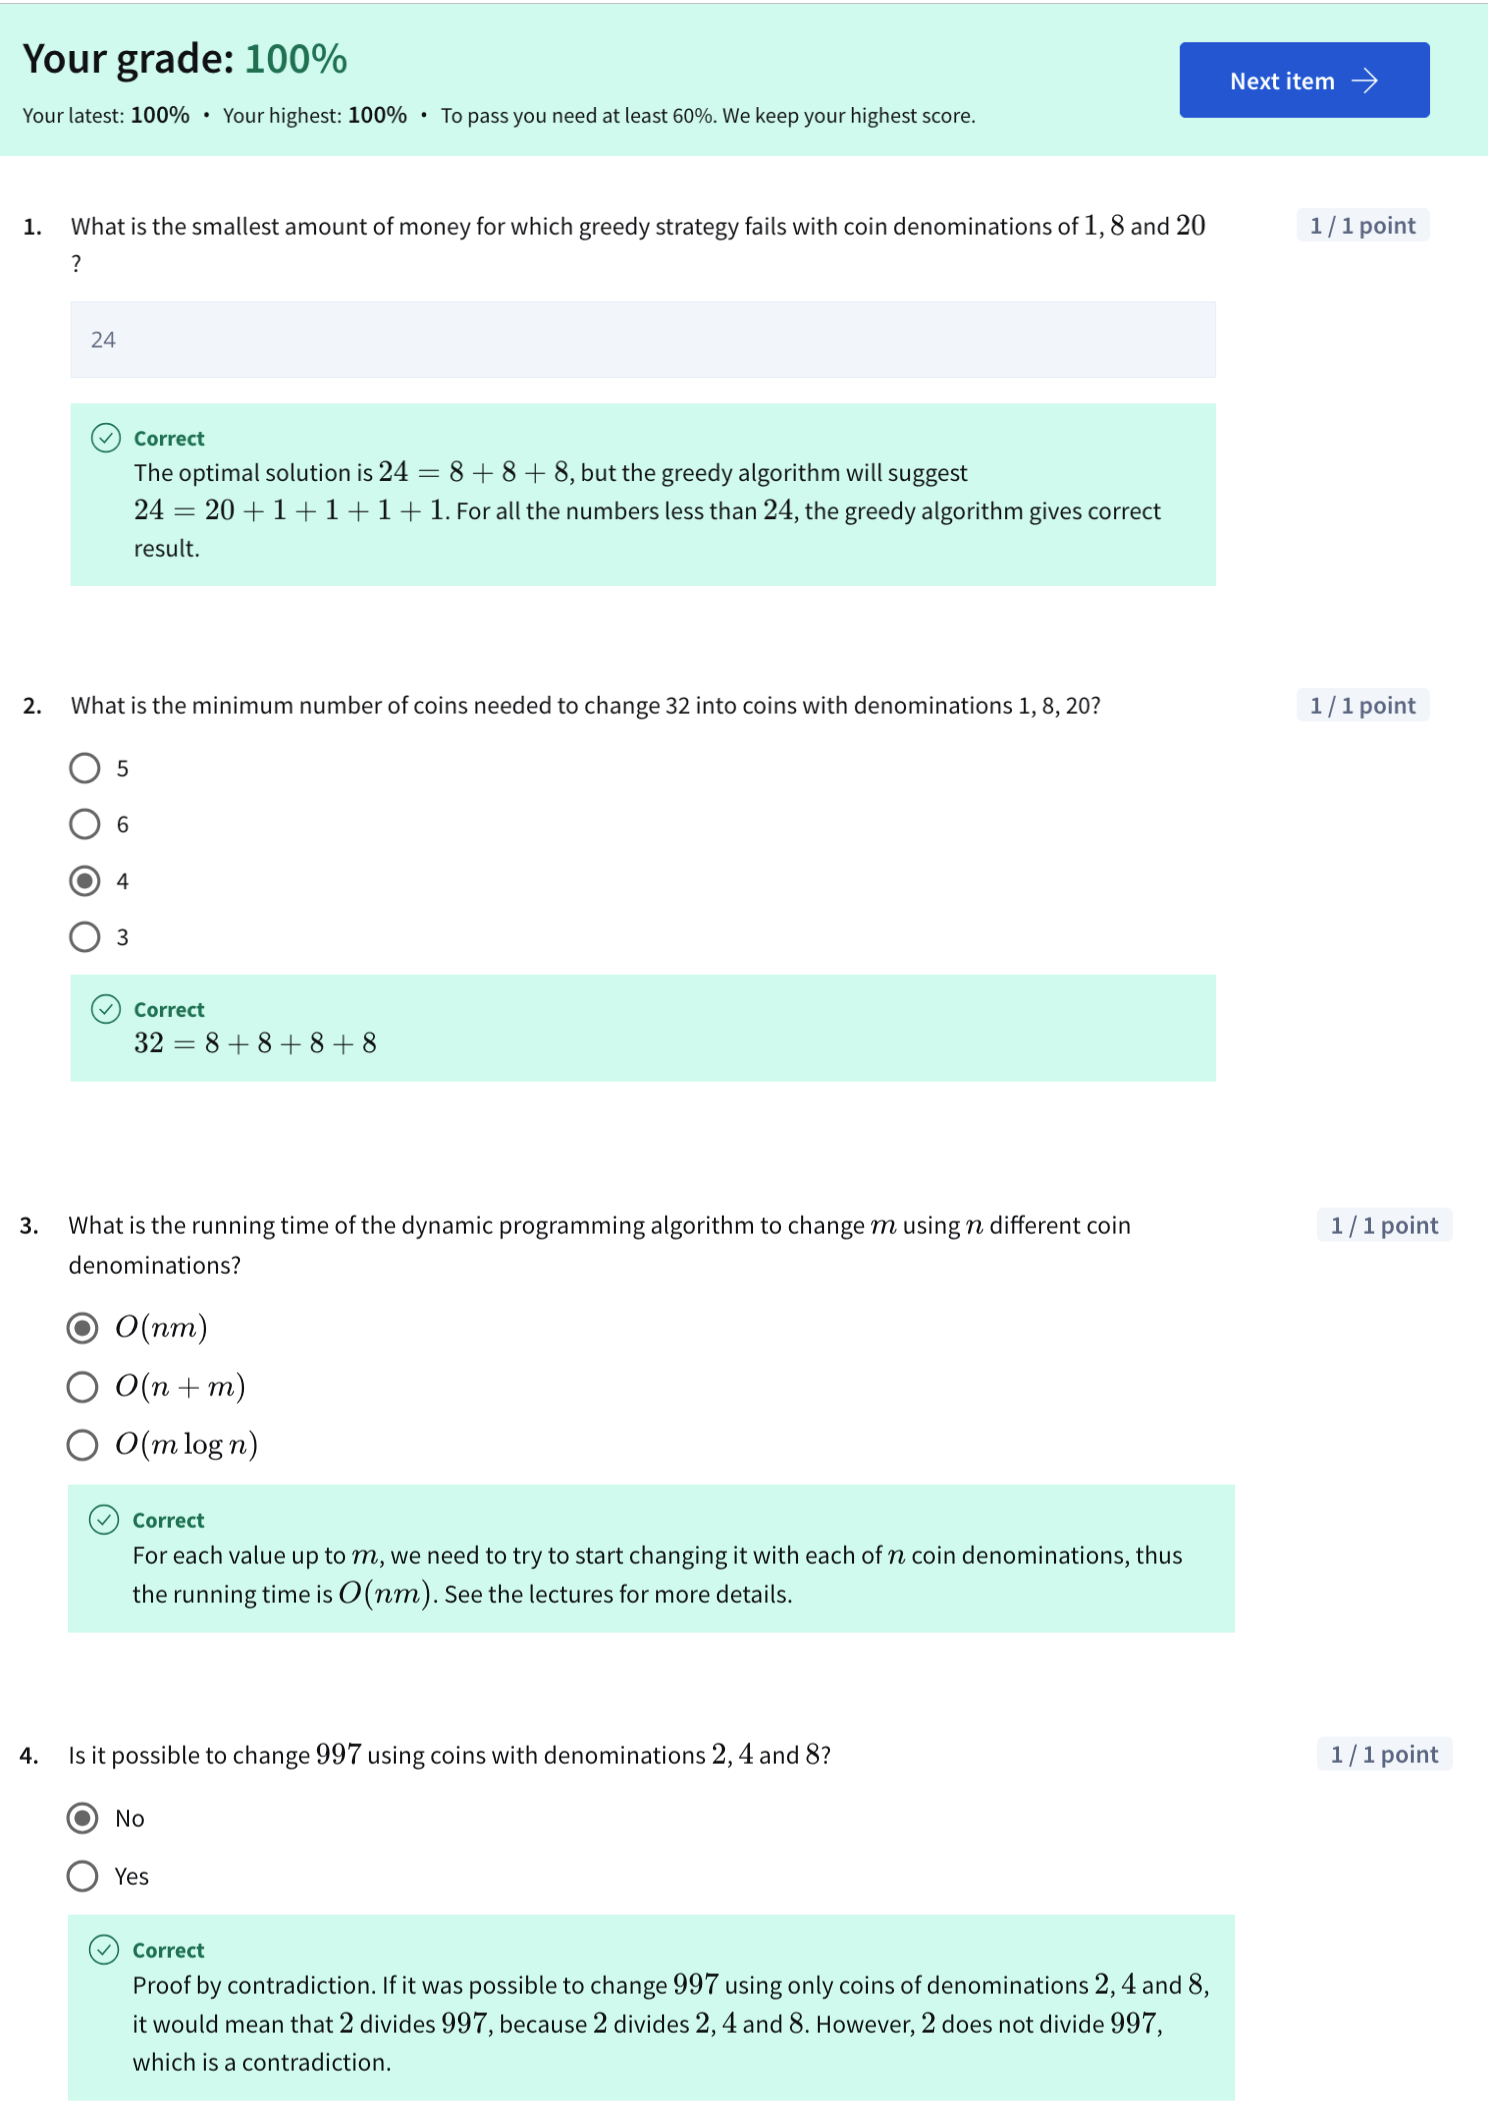 Your grade: 100%
Next item →
Your latest: 100% • Your highest: 100% • To pass you need at least 60%. We keep your highest score.
1. What is the smallest amount of money for which greedy strategy fails with coin denominations of 1, 8 and 20
?
1 / 1 point
24
Correct
The optimal solution is 24 = 8 + 8 + 8, but the greedy algorithm will suggest
24 = 20 + 1 + 1 + 1 + 1. For all the numbers less than 24, the greedy algorithm gives correct
result.
2. What is the minimum number of coins needed to change 32 into coins with denominations 1, 8, 20?
1 / 1 point
5
6
4
3
Correct
32 = 8 + 8 + 8 + 8
3. What is the running time of the dynamic programming algorithm to change m using n different coin
denominations?
1 / 1 point
O(nm)
O(n + m)
O(m log n)
Correct
For each value up to m, we need to try to start changing it with each of n coin denominations, thus
the running time is O(nm). See the lectures for more details.
4. Is it possible to change 997 using coins with denominations 2, 4 and 8?
1 / 1 point
No
Yes
Correct
Proof by contradiction. If it was possible to change 997 using only coins of denominations 2, 4 and 8,
it would mean that 2 divides 997, because 2 divides 2, 4 and 8. However, 2 does not divide 997,
which is a contradiction.